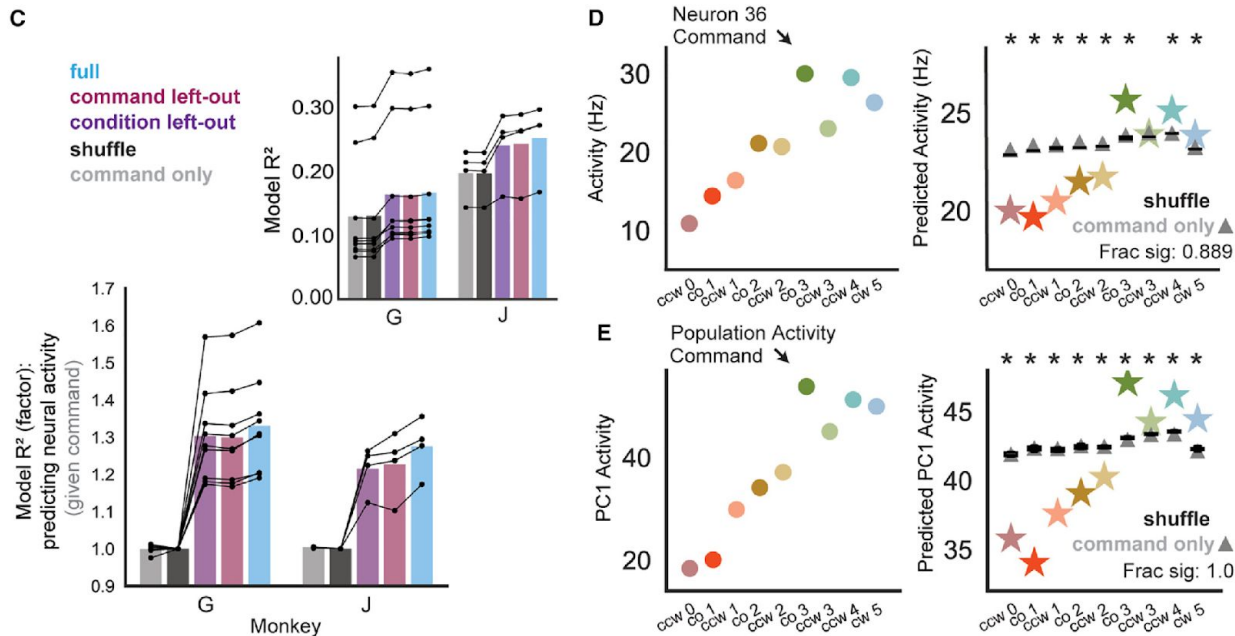 C
full
command left-out
condition left-out
shuffle
command only
Model R²
0.30
0.20
0.10
0.00
G
J
Model R² (factor):
predicting neural activity
(given command)
1.7
1.6
1.5
1.4
1.3
1.2
1.1
1.0
0.9
G
J
Monkey
D
Neuron 36
Command
Activity (Hz)
30
20
10
ccw 0
co 1
ccw 1
co 2
ccw 2
co 3
ccw 3
ccw 4
cw 5
* * * * * * * *
Predicted Activity (Hz)
25
20
shuffle
command only
Frac sig: 0.889
ccw 0
co 1
ccw 1
co 2
ccw 2
co 3
ccw 3
ccw 4
cw 5
E
Population Activity
Command
PC1 Activity
40
20
ccw 0
co 1
ccw 1
co 2
ccw 2
co 3
ccw 3
ccw 4
cw 5
* * * * * * * * *
Predicted PC1 Activity
45
40
35
shuffle
command only
Frac sig: 1.0
ccw 0
co 1
ccw 1
co 2
ccw 2
co 3
ccw 3
ccw 4
cw 5